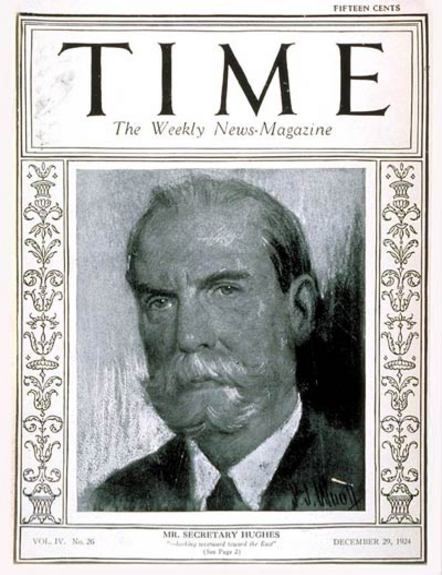 FIFTEEN CENTS
TIME
The Weekly News-Magazine
MR. SECRETARY HUGHES
"—looking westward toward the East"
(See Page 2)
VOL. IV. No. 26
DECEMBER 29, 1924